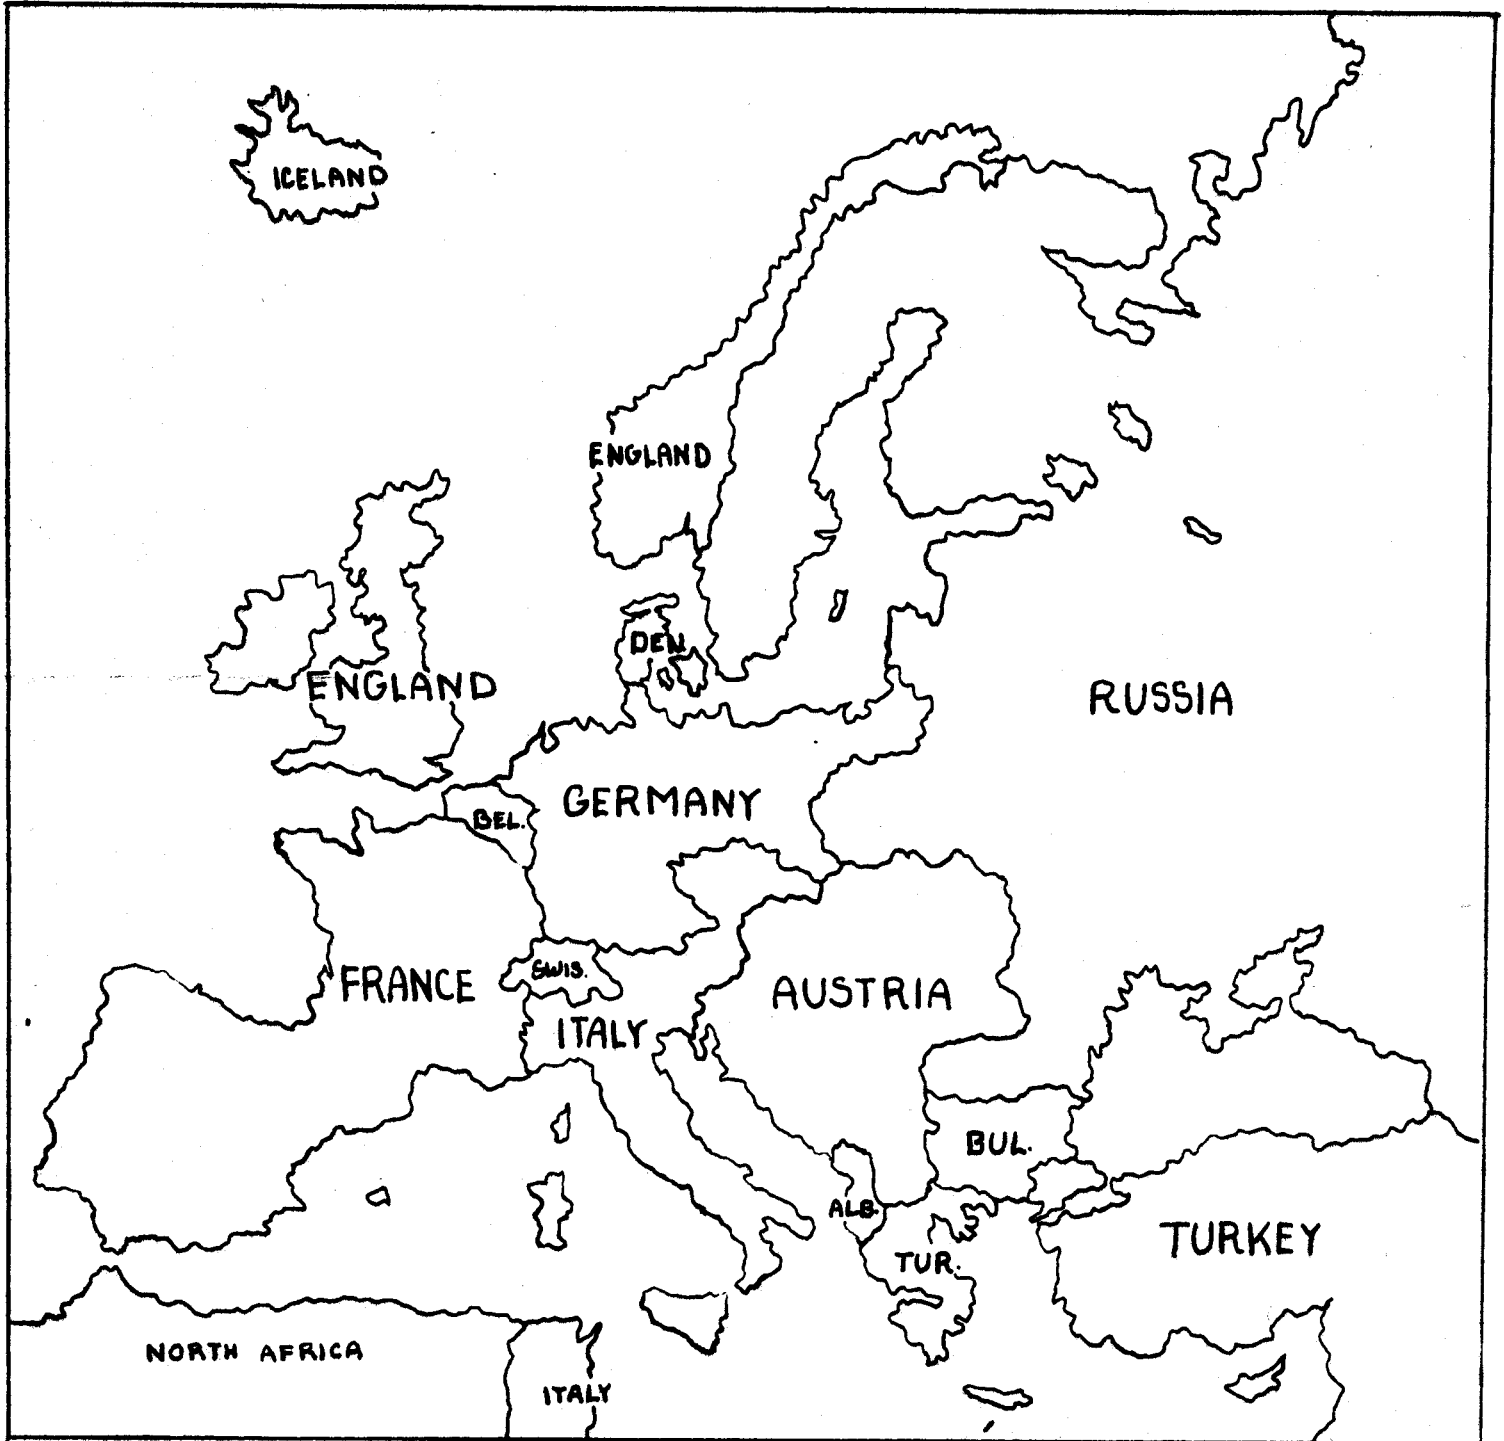 ICELAND
ENGLAND
DEN.
ENGLAND
RUSSIA
GERMANY
BEL.
SWIS.
FRANCE
AUSTRIA
ITALY
BUL.
ALB.
TURKEY
TUR.
NORTH AFRICA
ITALY